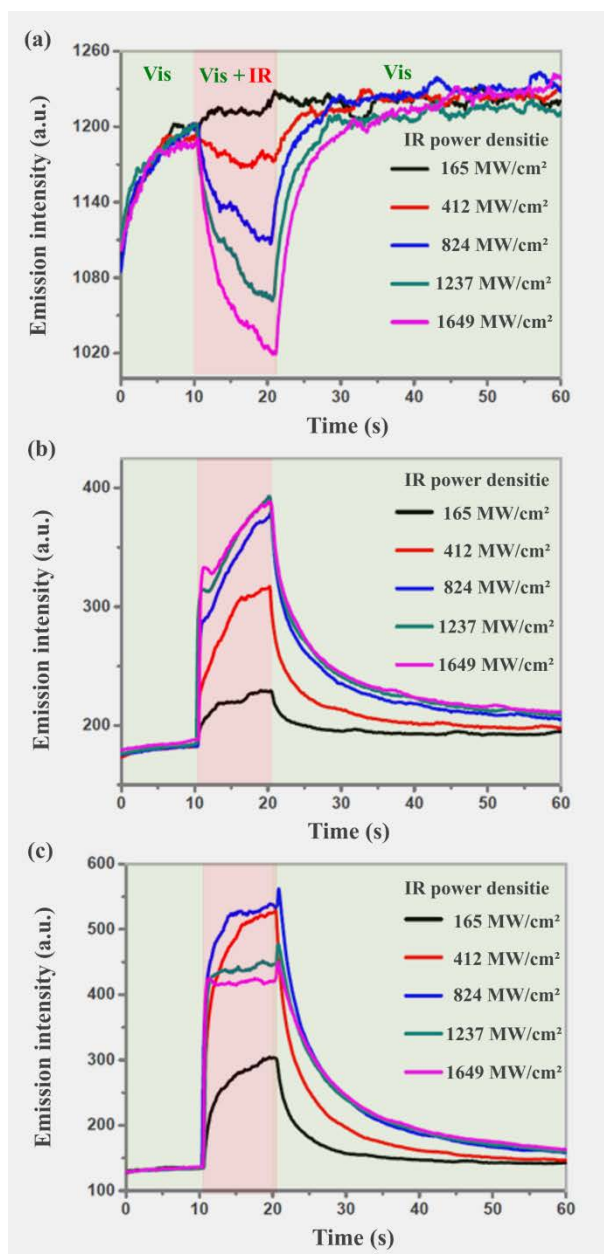 (a)
1260
1200
1140
1080
1020
Vis
Vis + IR
Vis
IR power densitie
165 MW/cm²
412 MW/cm²
824 MW/cm²
1237 MW/cm²
1649 MW/cm²
Emission intensity (a.u.)
0 10 20 30 40 50 60
Time (s)
(b)
400
300
200
IR power densitie
165 MW/cm²
412 MW/cm²
824 MW/cm²
1237 MW/cm²
1649 MW/cm²
Emission intensity (a.u.)
0 10 20 30 40 50 60
Time (s)
(c)
600
500
400
300
200
100
IR power densitie
165 MW/cm²
412 MW/cm²
824 MW/cm²
1237 MW/cm²
1649 MW/cm²
Emission intensity (a.u.)
0 10 20 30 40 50 60
Time (s)